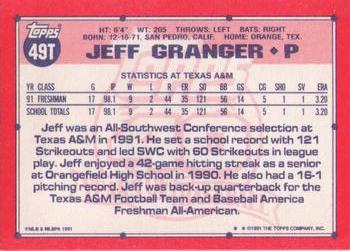 Topps
49T
HT: 6'4" WT: 205 THROWS: LEFT BATS: RIGHT
BORN: 12-16-71, SAN PEDRO, CALIF. HOME: ORANGE, TEX.
JEFF GRANGER ◆ P
STATISTICS AT TEXAS A&M
YR CLASS G IP W L R ER SO BB GS CG S SV ERA
91 FRESHMAN 17 98.1 9 2 44 35 121 56 14 5 1 1 3.20
SCHOOL TOTALS 17 98.1 9 2 44 35 121 56 14 5 1 1 3.20
Jeff was an All-Southwest Conference selection at
Texas A&M in 1991. He set a school record with 121
Strikeouts and led SWC with 60 Strikeouts in league
play. Jeff enjoyed a 42-game hitting streak as a senior
at Orangefield High School in 1990. He also had a 16-1
pitching record. Jeff was back-up quarterback for the
Texas A&M Football Team and Baseball America
Freshman All-American.
©MLB & MLBPA 1991
©1991 THE TOPPS COMPANY, INC.